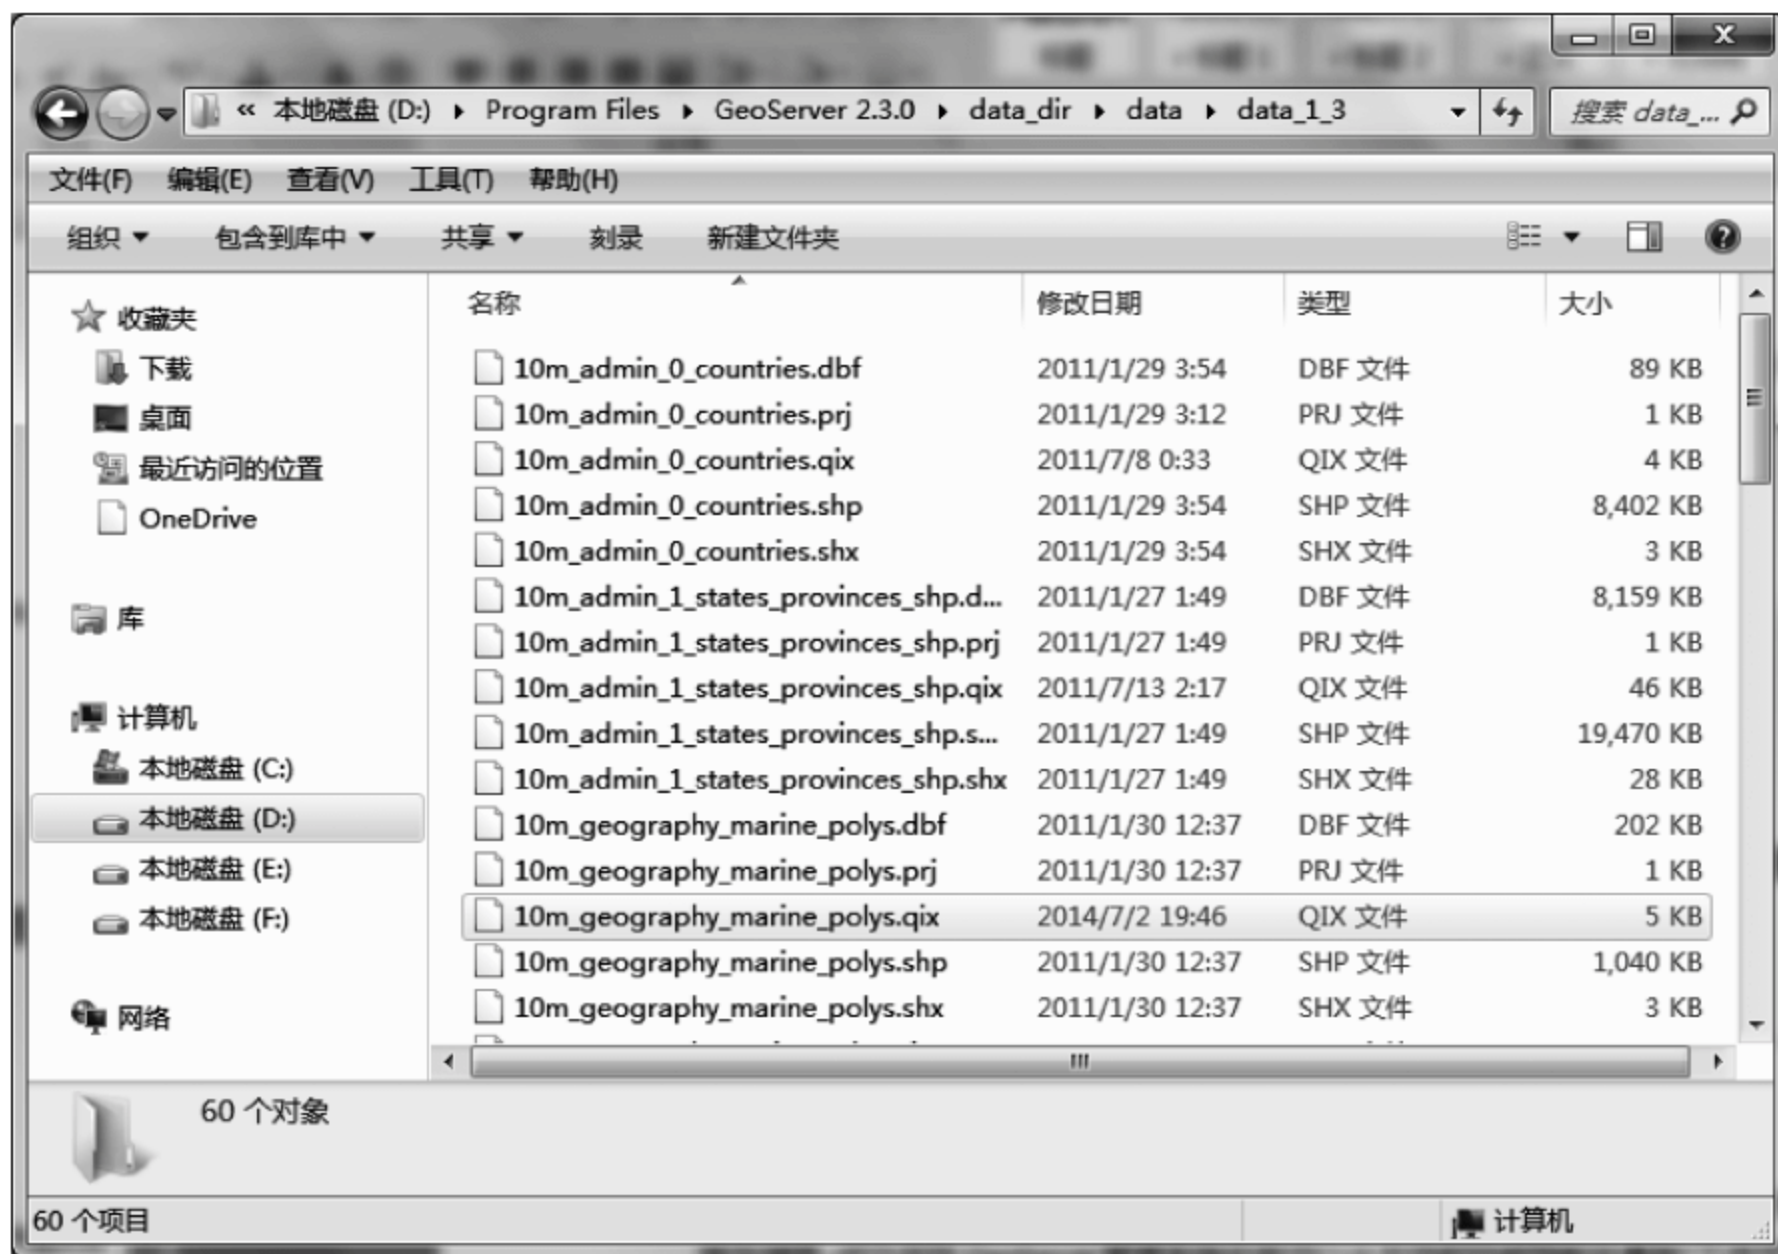 « 本地磁盘 (D:) ▸ Program Files ▸ GeoServer 2.3.0 ▸ data_dir ▸ data ▸ data_1_3 搜索 data_...
文件(F) 编辑(E) 查看(V) 工具(T) 帮助(H)
组织 包含到库中 共享 刻录 新建文件夹
收藏夹
下载
桌面
最近访问的位置
OneDrive
库
计算机
本地磁盘 (C:)
本地磁盘 (D:)
本地磁盘 (E:)
本地磁盘 (F:)
网络
名称 修改日期 类型 大小
10m_admin_0_countries.dbf 2011/1/29 3:54 DBF 文件 89 KB
10m_admin_0_countries.prj 2011/1/29 3:12 PRJ 文件 1 KB
10m_admin_0_countries.qix 2011/7/8 0:33 QIX 文件 4 KB
10m_admin_0_countries.shp 2011/1/29 3:54 SHP 文件 8,402 KB
10m_admin_0_countries.shx 2011/1/29 3:54 SHX 文件 3 KB
10m_admin_1_states_provinces_shp.d... 2011/1/27 1:49 DBF 文件 8,159 KB
10m_admin_1_states_provinces_shp.prj 2011/1/27 1:49 PRJ 文件 1 KB
10m_admin_1_states_provinces_shp.qix 2011/7/13 2:17 QIX 文件 46 KB
10m_admin_1_states_provinces_shp.s... 2011/1/27 1:49 SHP 文件 19,470 KB
10m_admin_1_states_provinces_shp.shx 2011/1/27 1:49 SHX 文件 28 KB
10m_geography_marine_polys.dbf 2011/1/30 12:37 DBF 文件 202 KB
10m_geography_marine_polys.prj 2011/1/30 12:37 PRJ 文件 1 KB
10m_geography_marine_polys.qix 2014/7/2 19:46 QIX 文件 5 KB
10m_geography_marine_polys.shp 2011/1/30 12:37 SHP 文件 1,040 KB
10m_geography_marine_polys.shx 2011/1/30 12:37 SHX 文件 3 KB
60 个对象
60 个项目 计算机